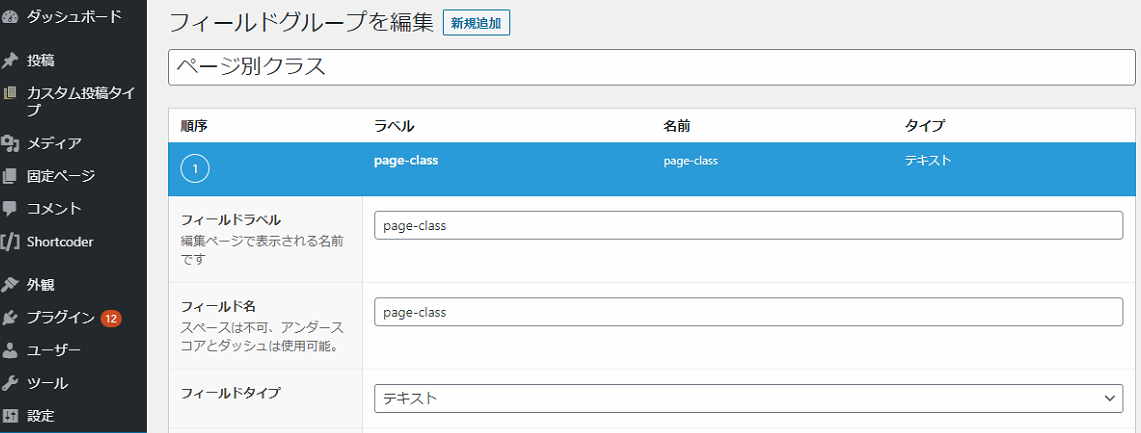 ダッシュボード
投稿
カスタム投稿タイ
プ
メディア
固定ページ
コメント
[/] Shortcoder
外観
プラグイン 12
ユーザー
ツール
設定
フィールドグループを編集 新規追加
ページ別クラス
順序 ラベル 名前 タイプ
1 page-class page-class テキスト
フィールドラベル
編集ページで表示される名前
です
page-class
フィールド名
スペースは不可、アンダース
コアとダッシュは使用可能。
page-class
フィールドタイプ
テキスト